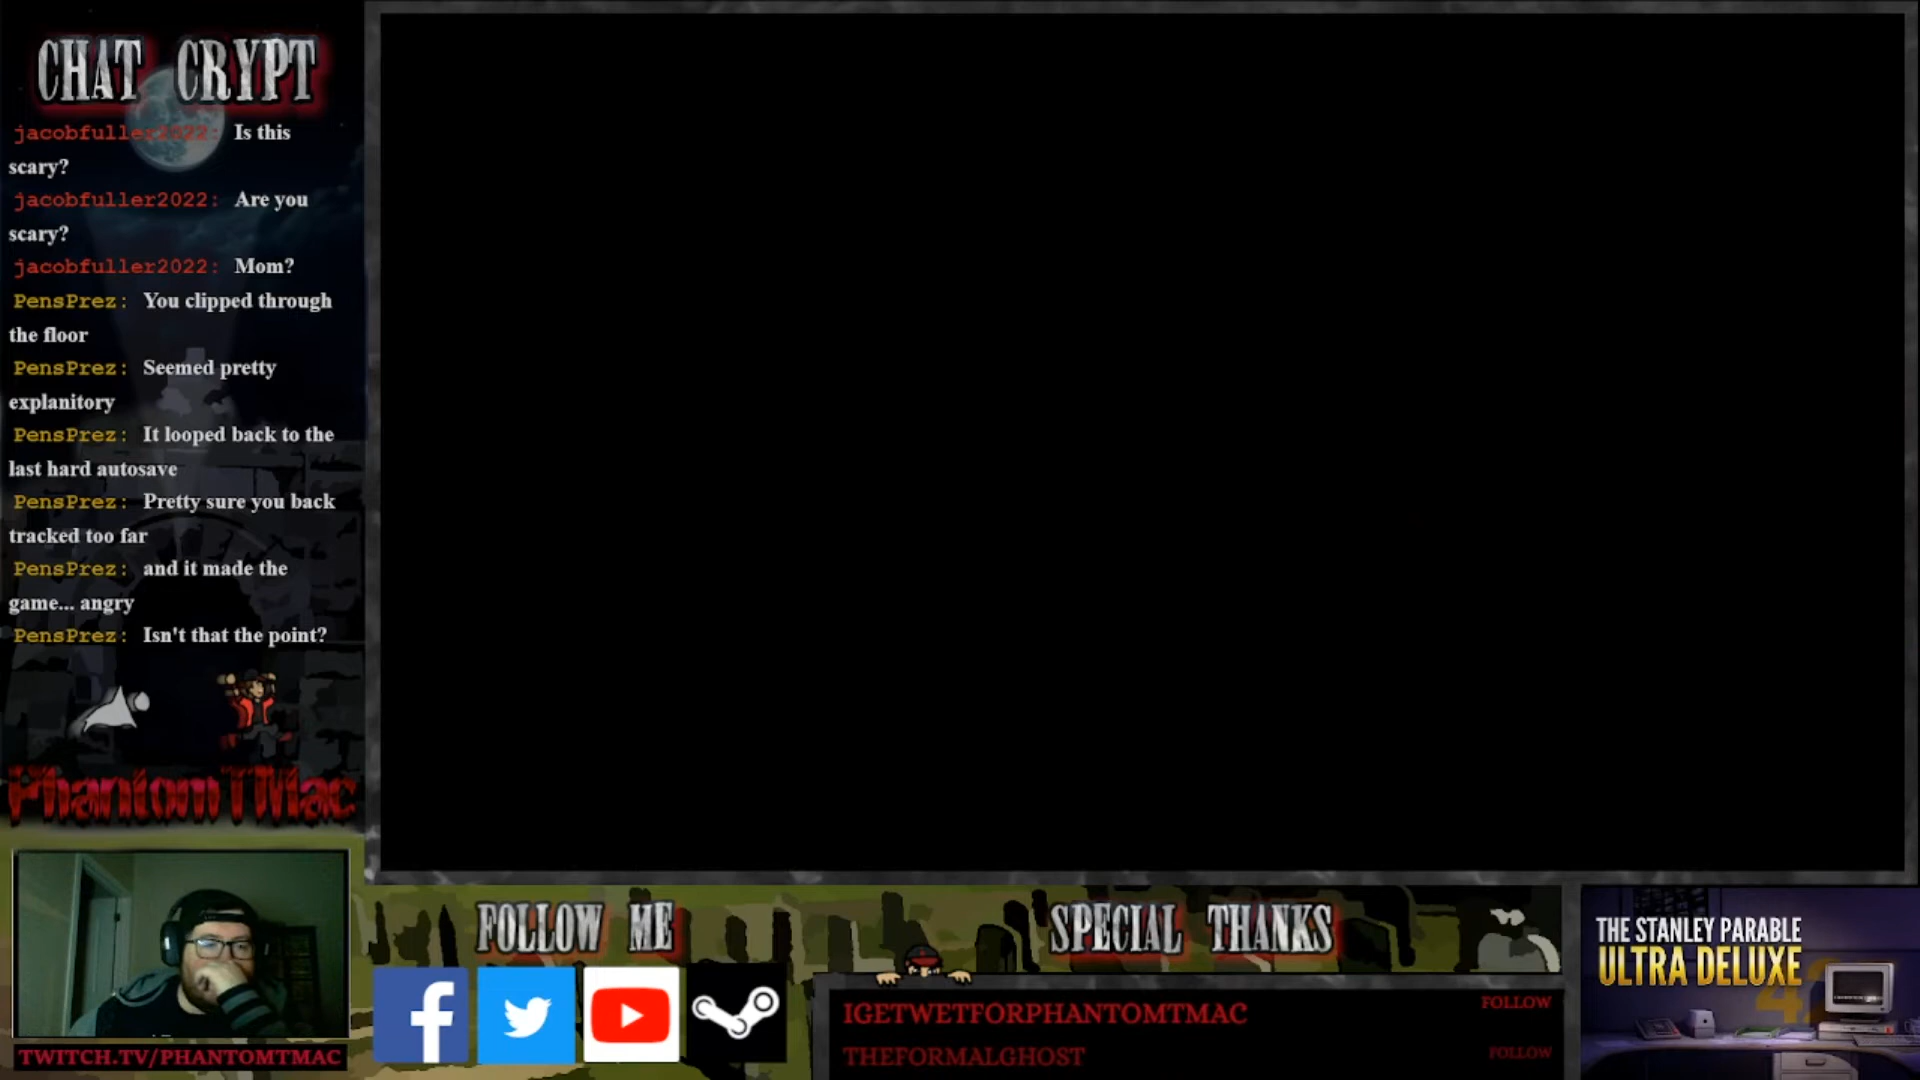 CHAT CRYPT
jacobfuller2022: Is this
scary?
jacobfuller2022: Are you
scary?
jacobfuller2022: Mom?
PensPrez: You clipped through
the floor
PensPrez: Seemed pretty
explanitory
PensPrez: It looped back to the
last hard autosave
PensPrez: Pretty sure you back
tracked too far
PensPrez: and it made the
game... angry
PensPrez: Isn't that the point?
PhantomTMac
TWITCH.TV/PHANTOMTMAC
FOLLOW ME
SPECIAL THANKS
IGETWETFORPHANTOMTMAC FOLLOW
THEFORMALGHOST FOLLOW
THE STANLEY PARABLE
ULTRA DELUXE